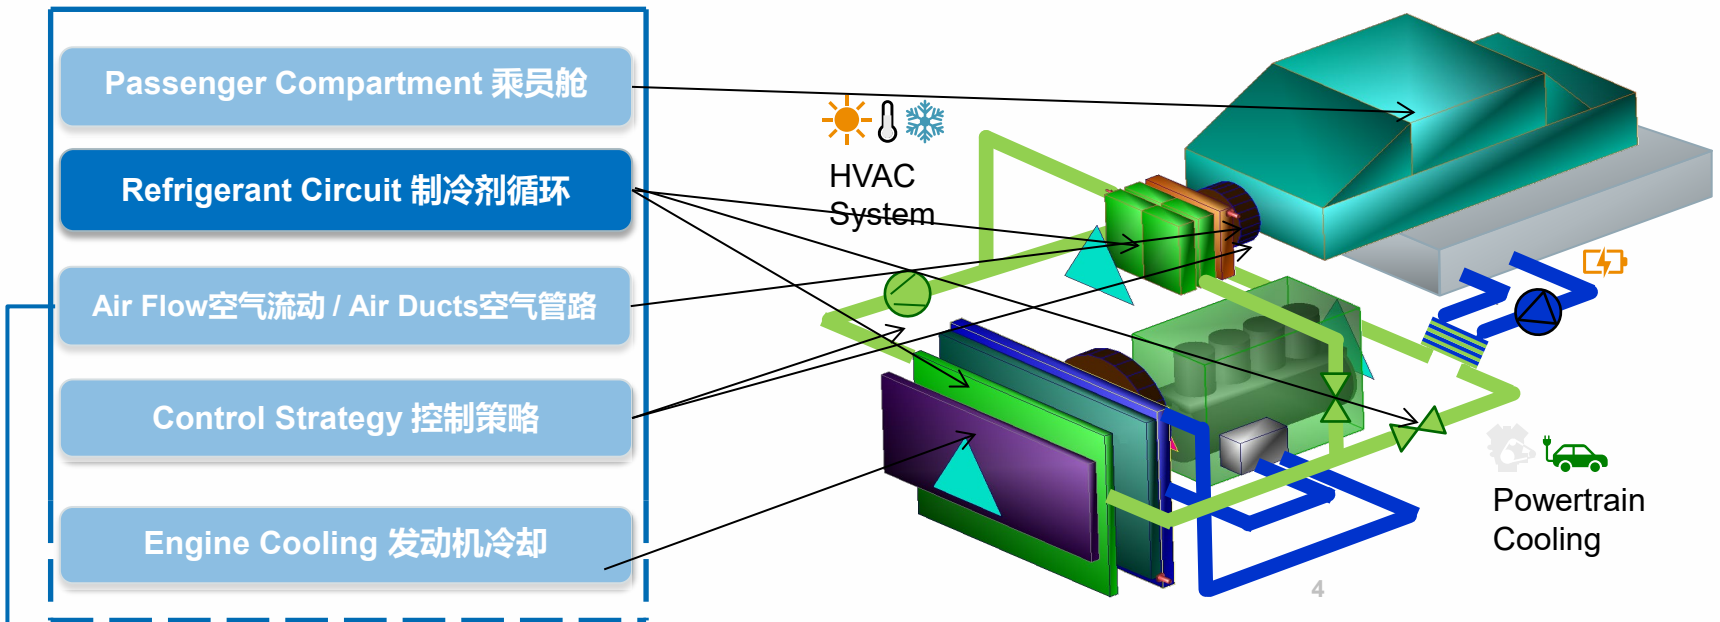 Passenger Compartment 乘员舱
Refrigerant Circuit 制冷剂循环
Air Flow空气流动 / Air Ducts空气管路
Control Strategy 控制策略
Engine Cooling 发动机冷却
HVAC
System
Powertrain
Cooling
4